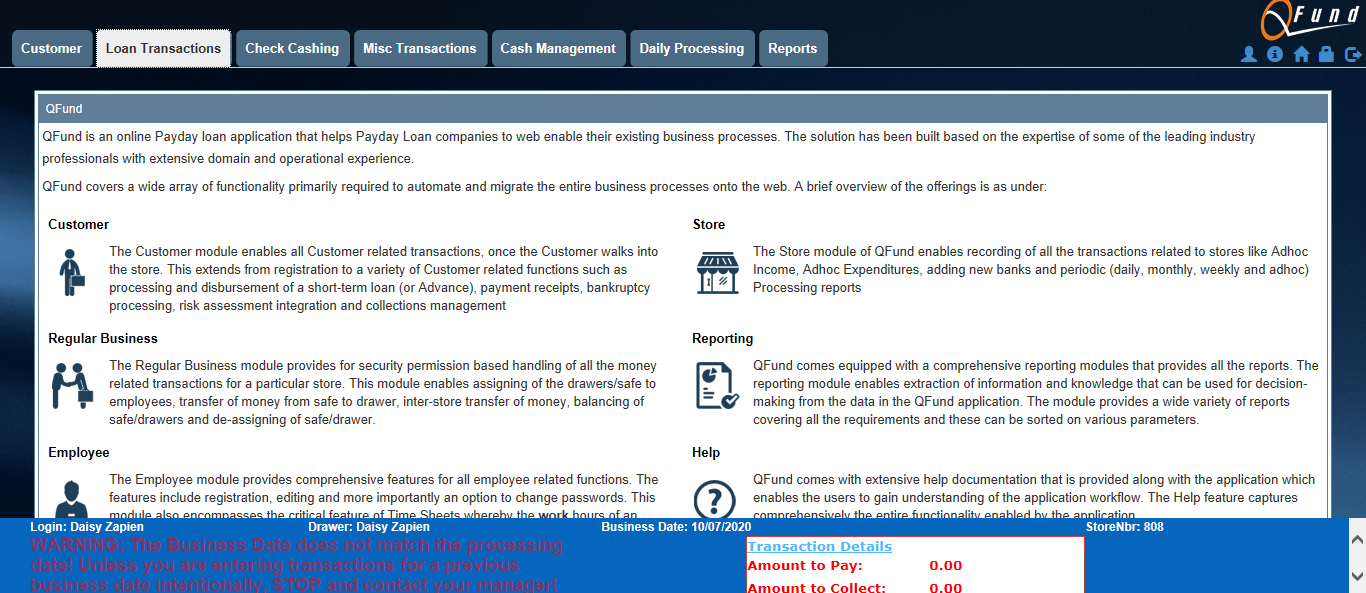 QFund
Customer
Loan Transactions
Check Cashing
Misc Transactions
Cash Management
Daily Processing
Reports
QFund
QFund is an online Payday loan application that helps Payday Loan companies to web enable their existing business processes. The solution has been built based on the expertise of some of the leading industry
professionals with extensive domain and operational experience.
QFund covers a wide array of functionality primarily required to automate and migrate the entire business processes onto the web. A brief overview of the offerings is as under:
Customer
The Customer module enables all Customer related transactions, once the Customer walks into
the store. This extends from registration to a variety of Customer related functions such as
processing and disbursement of a short-term loan (or Advance), payment receipts, bankruptcy
processing, risk assessment integration and collections management
Store
The Store module of QFund enables recording of all the transactions related to stores like Adhoc
Income, Adhoc Expenditures, adding new banks and periodic (daily, monthly, weekly and adhoc)
Processing reports
Regular Business
The Regular Business module provides for security permission based handling of all the money
related transactions for a particular store. This module enables assigning of the drawers/safe to
employees, transfer of money from safe to drawer, inter-store transfer of money, balancing of
safe/drawers and de-assigning of safe/drawer.
Reporting
QFund comes equipped with a comprehensive reporting modules that provides all the reports. The
reporting module enables extraction of information and knowledge that can be used for decision-
making from the data in the QFund application. The module provides a wide variety of reports
covering all the requirements and these can be sorted on various parameters.
Employee
The Employee module provides comprehensive features for all employee related functions. The
features include registration, editing and more importantly an option to change passwords. This
module also encompasses the critical feature of Time Sheets whereby the work hours of an
Help
QFund comes with extensive help documentation that is provided along with the application which
enables the users to gain understanding of the application workflow. The Help feature captures
comprehensively the entire functionality enabled by the application.
Login: Daisy Zapien
Drawer: Daisy Zapien
Business Date: 10/07/2020
StoreNbr: 808
WARNING: The Business Date does not match the processing
date! Unless you are entering transactions for a previous
business date intentionally, STOP and contact your manager!
Transaction Details
Amount to Pay: 0.00
Amount to Collect: 0.00